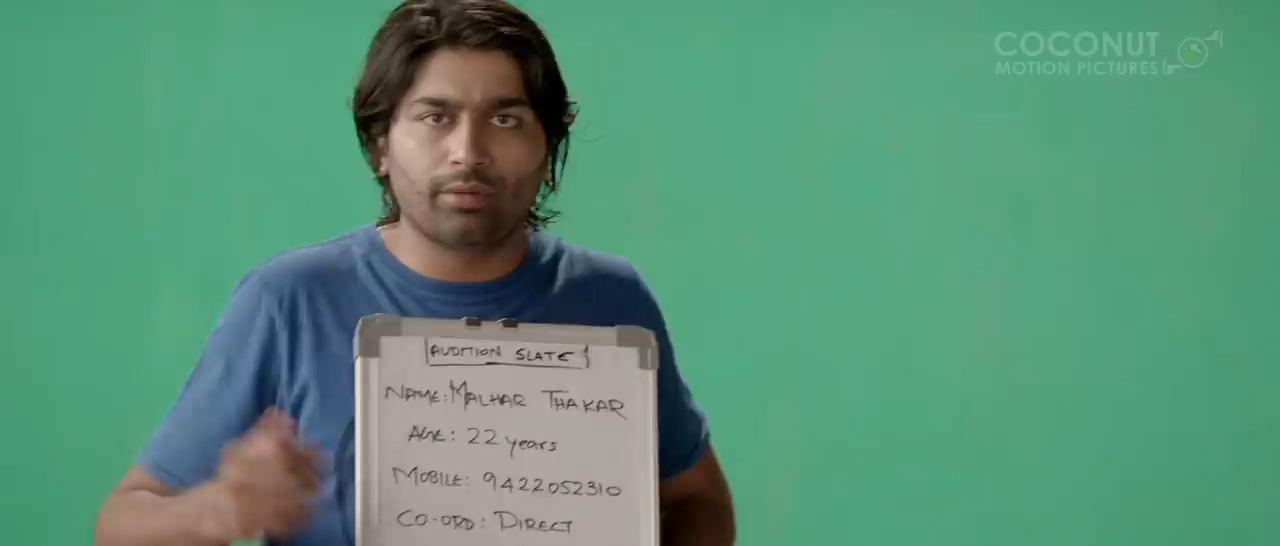 COCONUT
MOTION PICTURES
AUDITION SLATE
NAME: MALHAR THAKAR
AGE: 22 years
MOBILE: 9422052310
CO-ORD: DIRECT